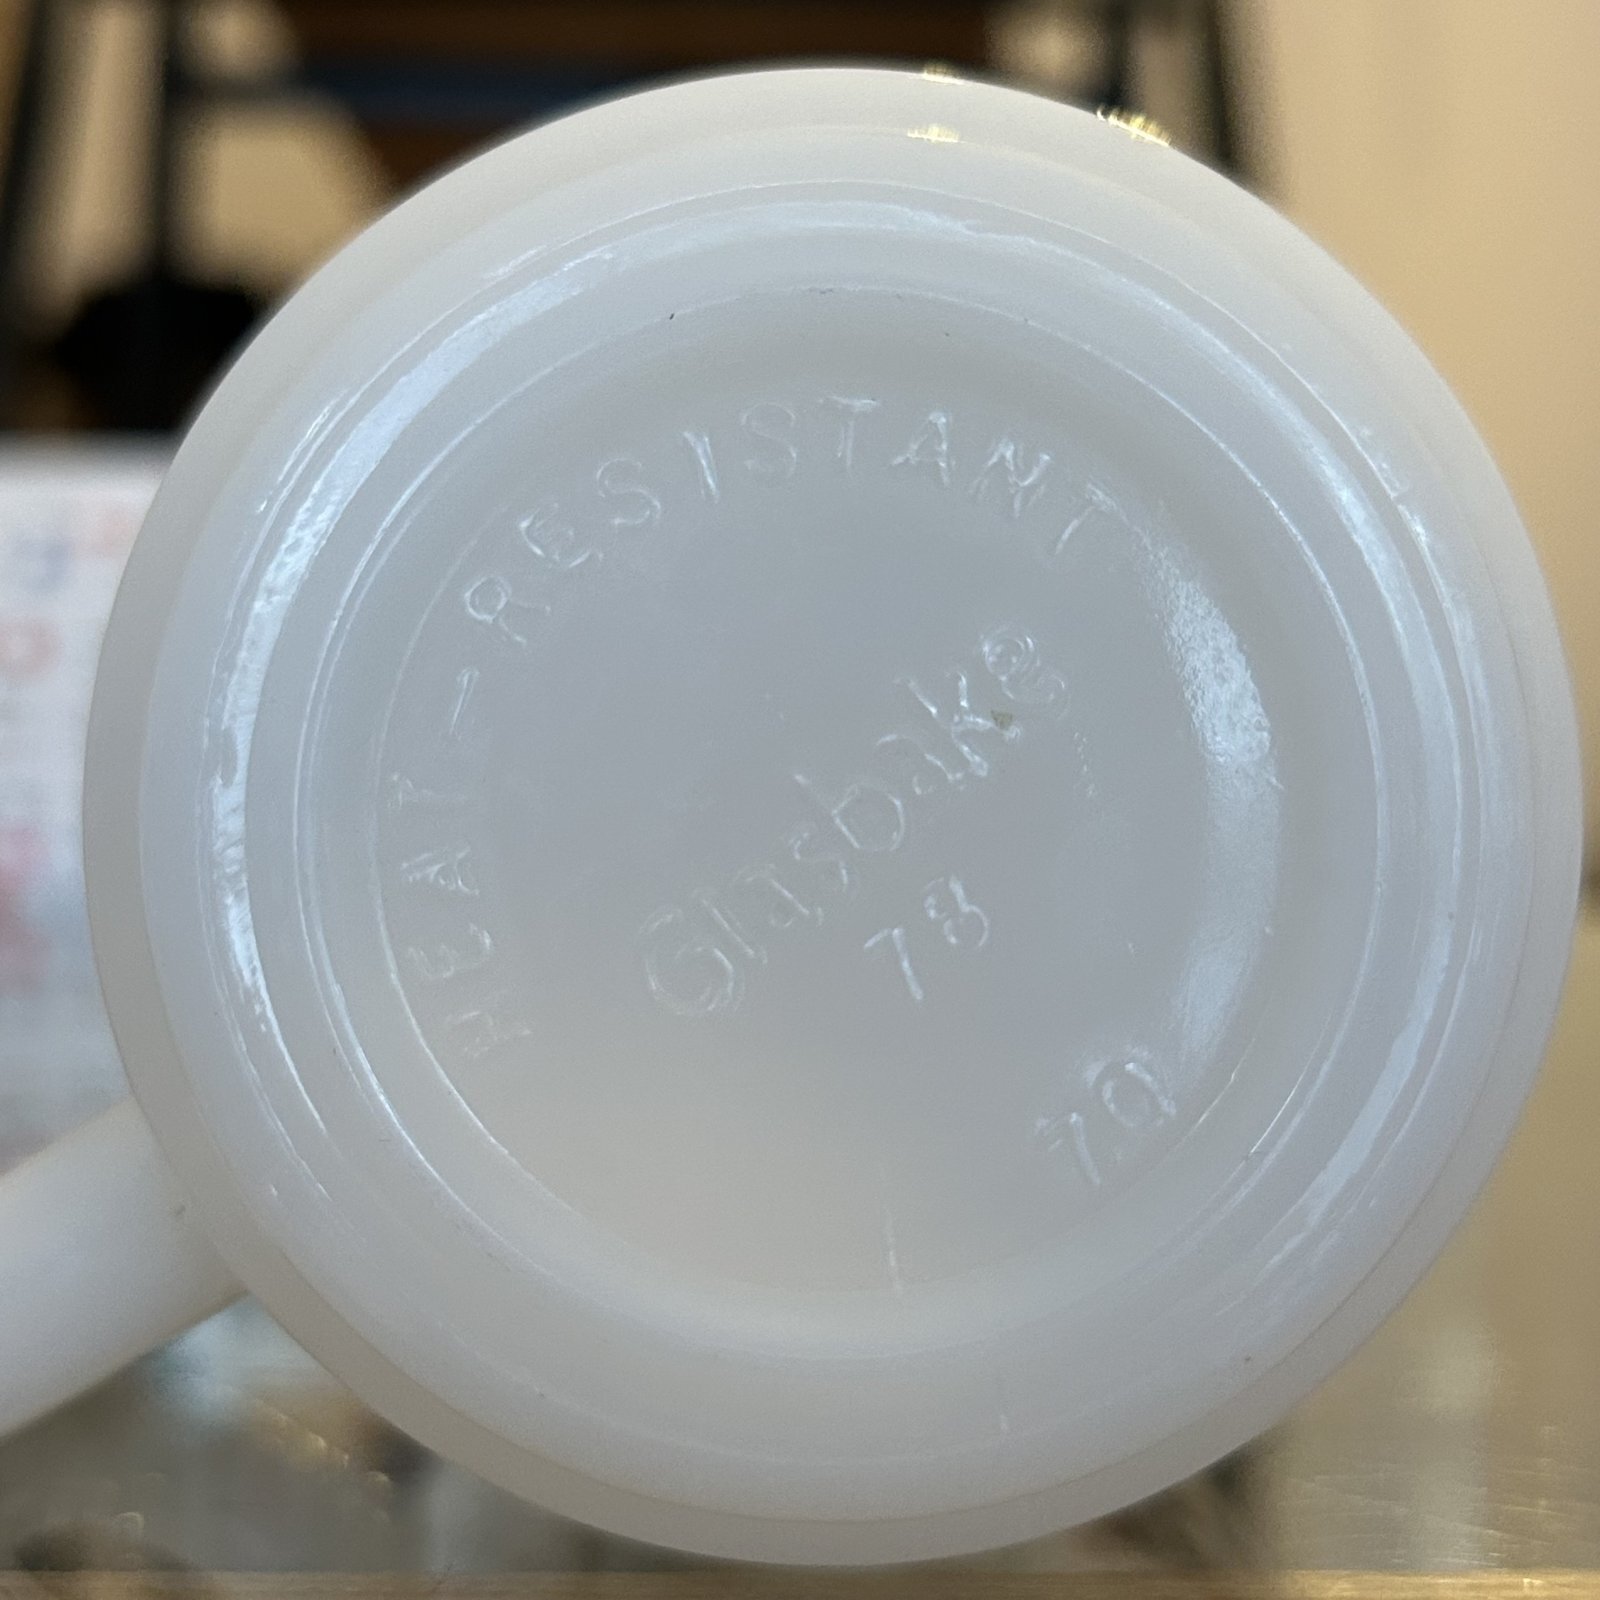 HEAT-RESISTANT
Glasbake®
78
70